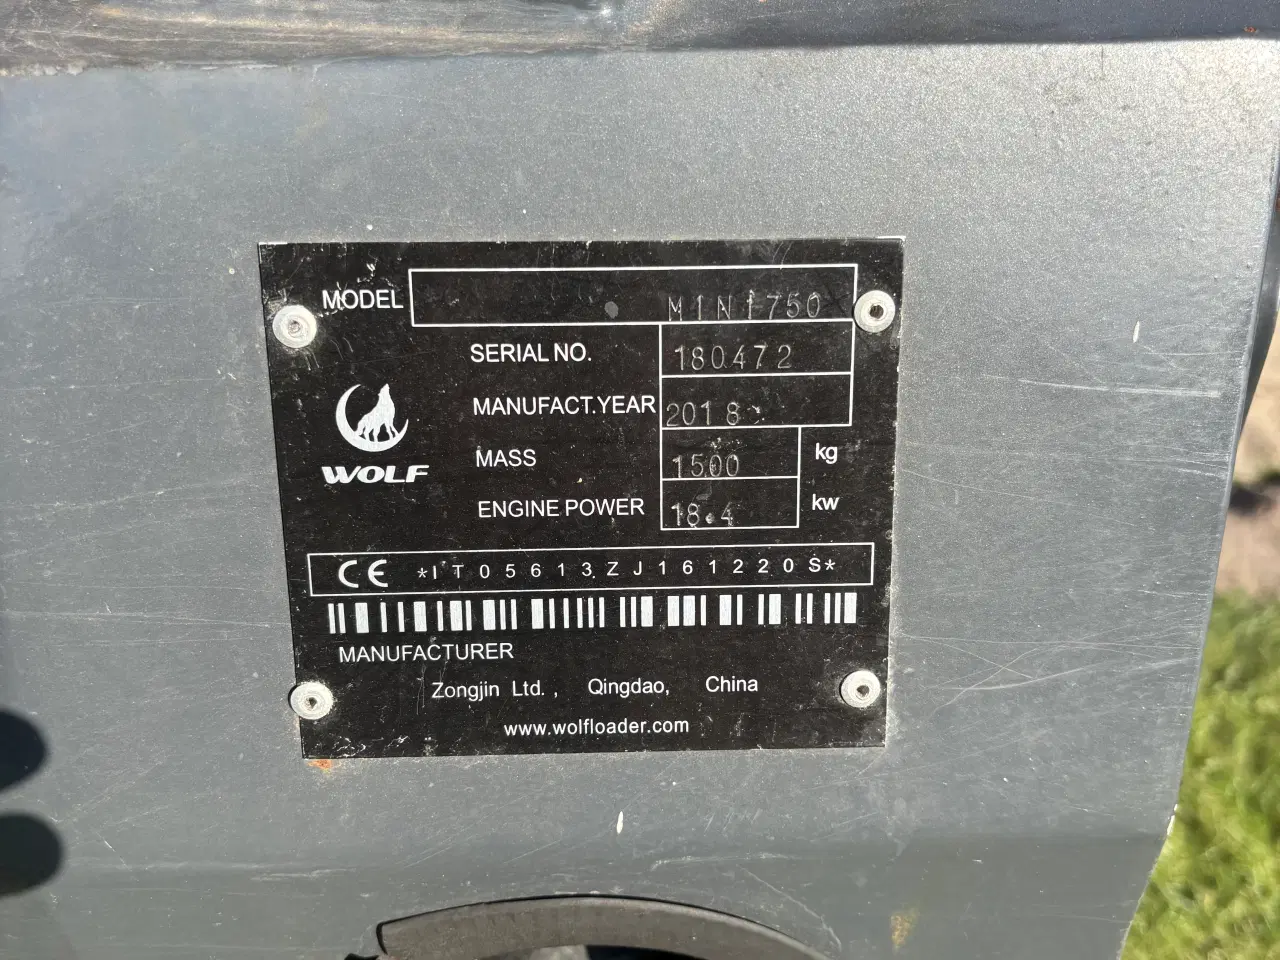 MODEL MINI750
SERIAL NO. 180472
MANUFACT.YEAR 2018
MASS 1500 kg
ENGINE POWER 18.4 kw
WOLF
CE *IT05613ZJ161220S*
MANUFACTURER
Zongjin Ltd., Qingdao, China
www.wolfloader.com